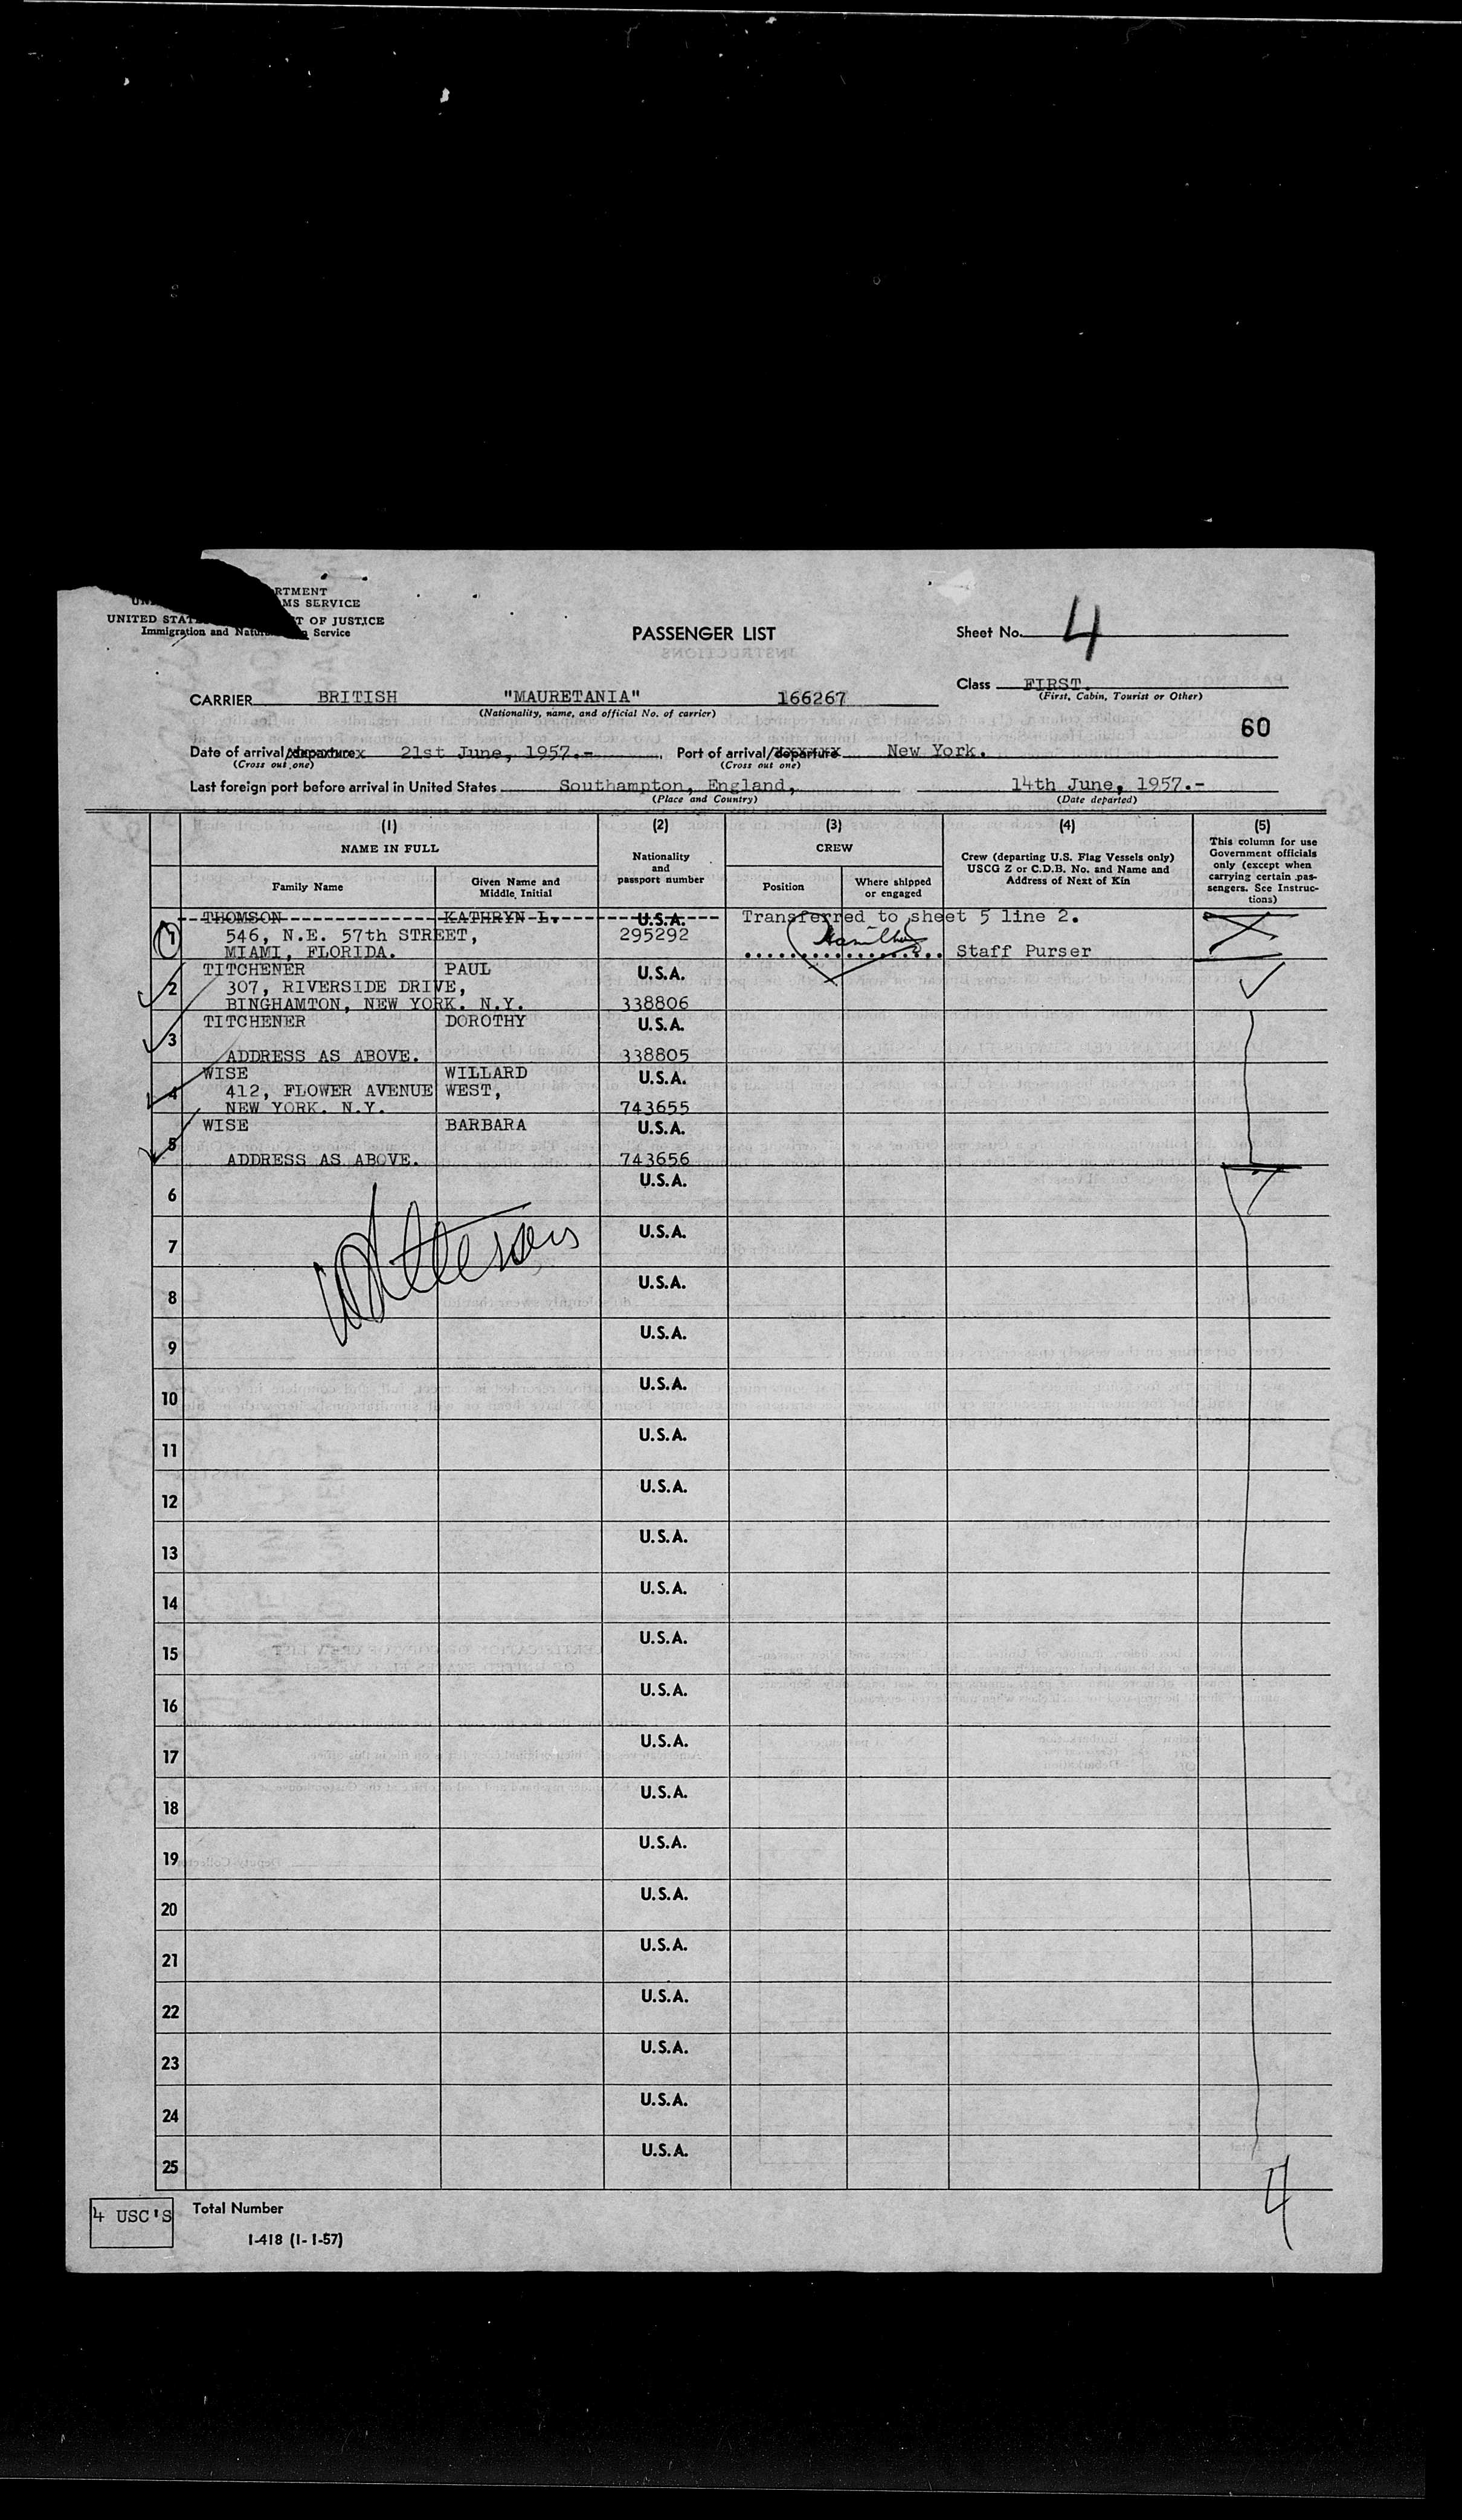 RTMENT
UN MS SERVICE
UNITED STAT T OF JUSTICE
Immigration and Natur n Service
PASSENGER LIST
Sheet No. 4
CARRIER BRITISH "MAURETANIA" 166267
(Nationality, name, and official No. of carrier)
Class FIRST.
(First, Cabin, Tourist or Other)
60
Date of arrival/departure 21st June, 1957.- Port of arrival/departure New York.
(Cross out one) (Cross out one)
Last foreign port before arrival in United States Southampton, England, 14th June, 1957.-
(Place and Country) (Date departed)
(1) (2) (3) (4) (5)
NAME IN FULL
Family Name
Given Name and Middle Initial
Nationality and passport number
CREW
Position
Where shipped or engaged
Crew (departing U.S. Flag Vessels only)
USCG Z or C.D.B. No. and Name and
Address of Next of Kin
This column for use
Government officials
only (except when
carrying certain pas-
sengers. See Instruc-
tions)
THOMSON KATHRYN L. U.S.A. Transferred to sheet 5 line 2.
1 546, N.E. 57th STREET, 295292
MIAMI, FLORIDA. Staff Purser
TITCHENER PAUL U.S.A.
2 307, RIVERSIDE DRIVE,
BINGHAMTON, NEW YORK. N.Y. 338806
TITCHENER DOROTHY U.S.A.
3
ADDRESS AS ABOVE. 338805
WISE WILLARD U.S.A.
4 412, FLOWER AVENUE WEST,
NEW YORK. N.Y. 743655
WISE BARBARA U.S.A.
5
ADDRESS AS ABOVE. 743656
6 U.S.A.
7 U.S.A.
8 U.S.A.
9 U.S.A.
10 U.S.A.
11 U.S.A.
12 U.S.A.
13 U.S.A.
14 U.S.A.
15 U.S.A.
16 U.S.A.
17 U.S.A.
18 U.S.A.
19 U.S.A.
20 U.S.A.
21 U.S.A.
22 U.S.A.
23 U.S.A.
24 U.S.A.
25 U.S.A.
4
4 USC'S Total Number
I-418 (1-1-57)